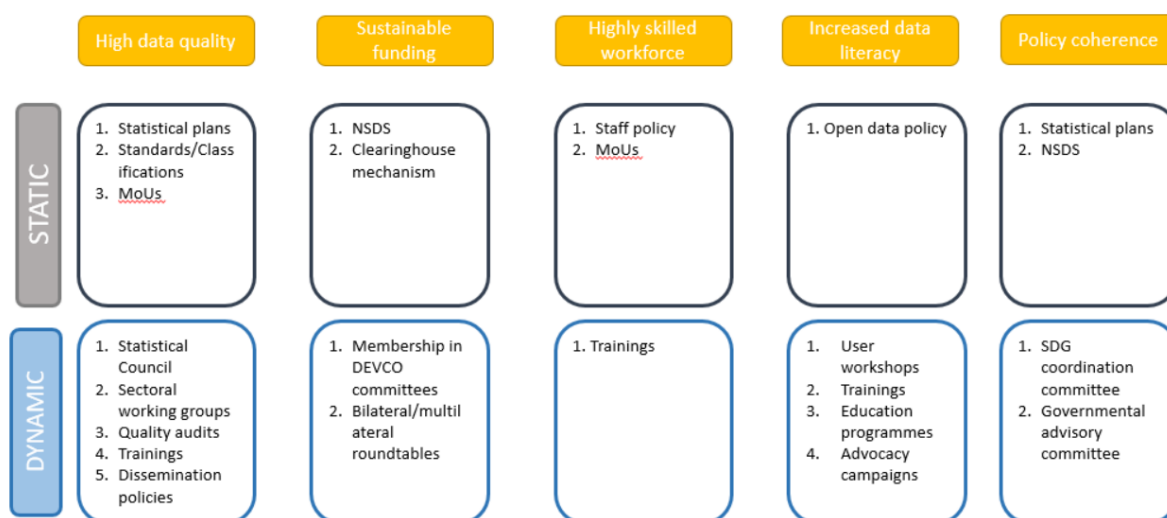 High data quality
Sustainable
funding
Highly skilled
workforce
Increased data
literacy
Policy coherence
STATIC
1. Statistical plans
2. Standards/Class
ifications
3. MoUs
1. NSDS
2. Clearinghouse
mechanism
1. Staff policy
2. MoUs
1. Open data policy
1. Statistical plans
2. NSDS
DYNAMIC
1. Statistical
Council
2. Sectoral
working groups
3. Quality audits
4. Trainings
5. Dissemination
policies
1. Membership in
DEVCO
committees
2. Bilateral/multil
ateral
roundtables
1. Trainings
1. User
workshops
2. Trainings
3. Education
programmes
4. Advocacy
campaigns
1. SDG
coordination
committee
2. Governmental
advisory
committee